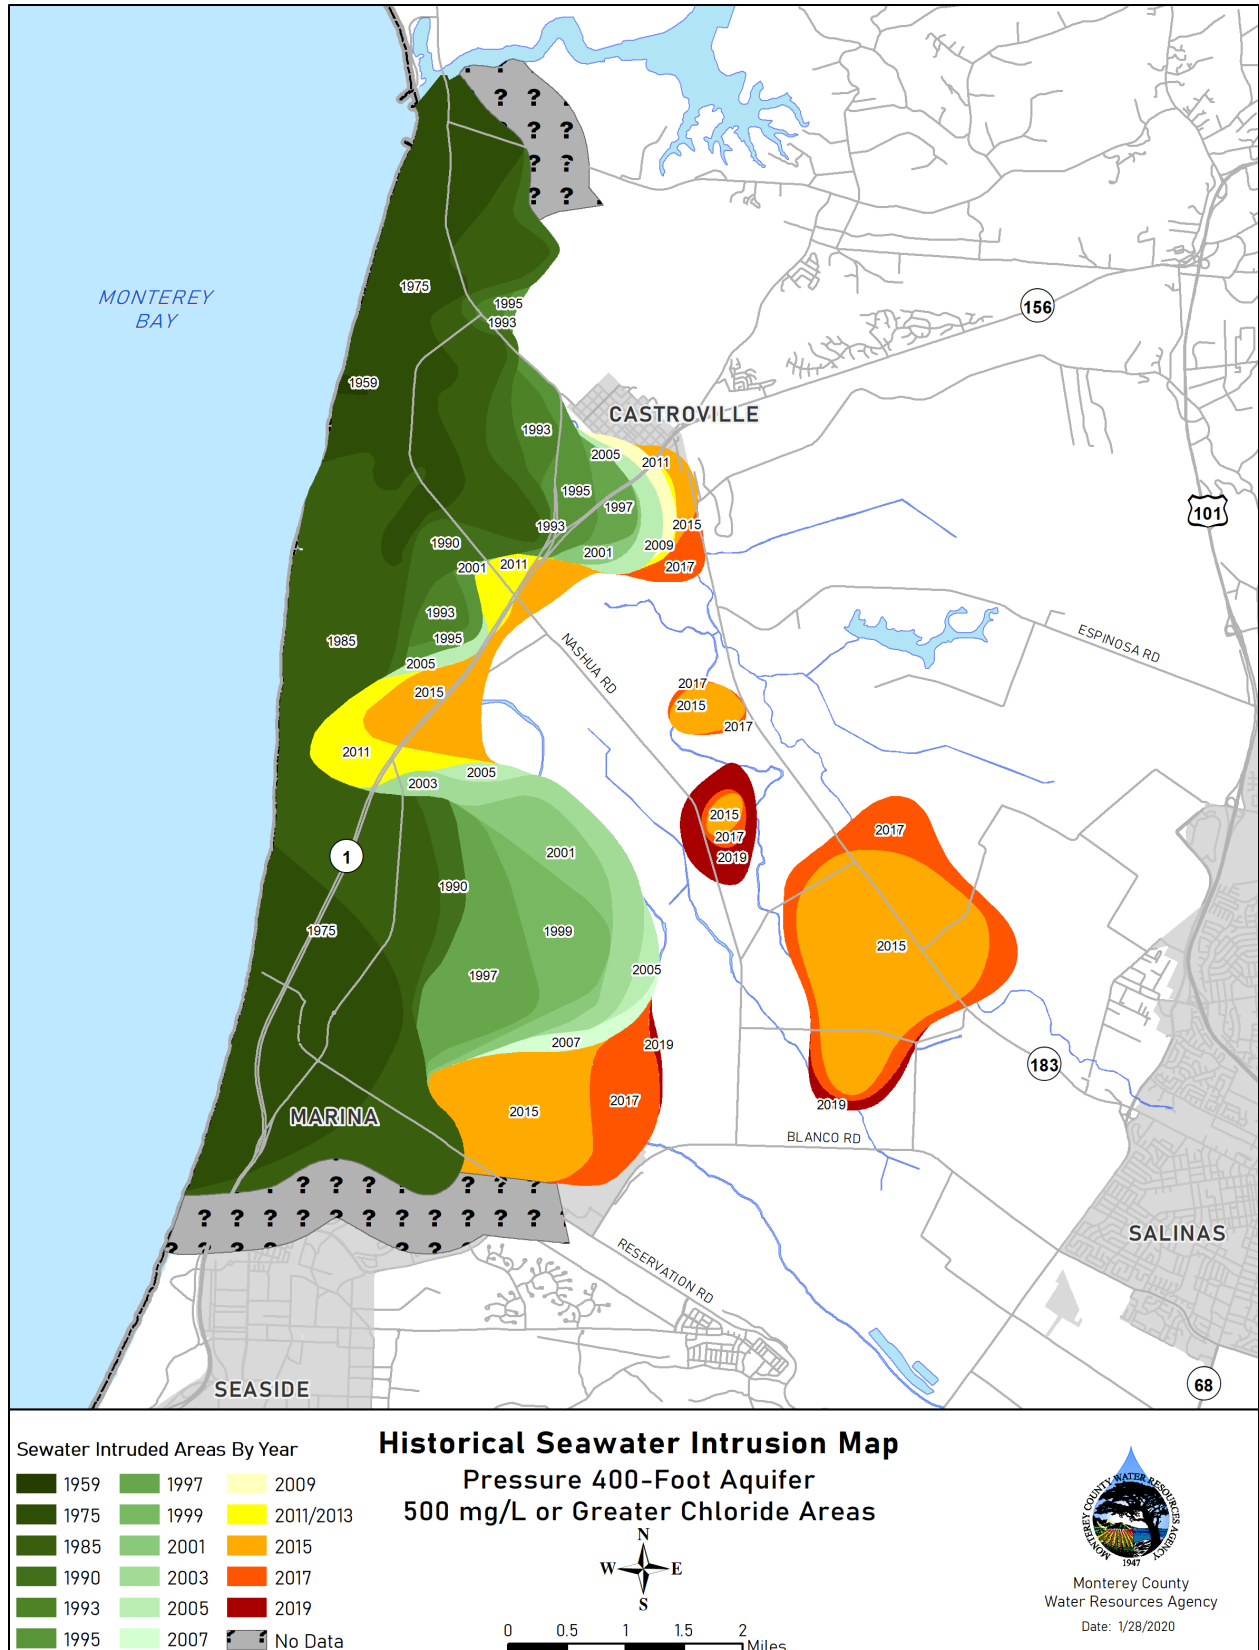 MONTEREY
BAY
1975
1995
1993
156
1959
CASTROVILLE
1993
2005
2011
1995
1997
101
1993
2015
1990
2001
2009
2001
2011
2017
1993
1985
1995
NASHUA RD
ESPINOSA RD
2005
2017
2015
2015
2017
2011
2005
2003
2015
2017
2017
1
2001
2019
1990
1975
1999
2015
1997
2005
2007
2019
183
2017
2015
2019
MARINA
BLANCO RD
? ? ? ?
SALINAS
RESERVATION RD
SEASIDE
68
Sewater Intruded Areas By Year
1959
1975
1985
1990
1993
1995
1997
1999
2001
2003
2005
2007
2009
2011/2013
2015
2017
2019
No Data
Historical Seawater Intrusion Map
Pressure 400-Foot Aquifer
500 mg/L or Greater Chloride Areas
N
W E
S
0 0.5 1 1.5 2
Miles
MONTEREY COUNTY WATER RESOURCES AGENCY
1947
Monterey County
Water Resources Agency
Date: 1/28/2020